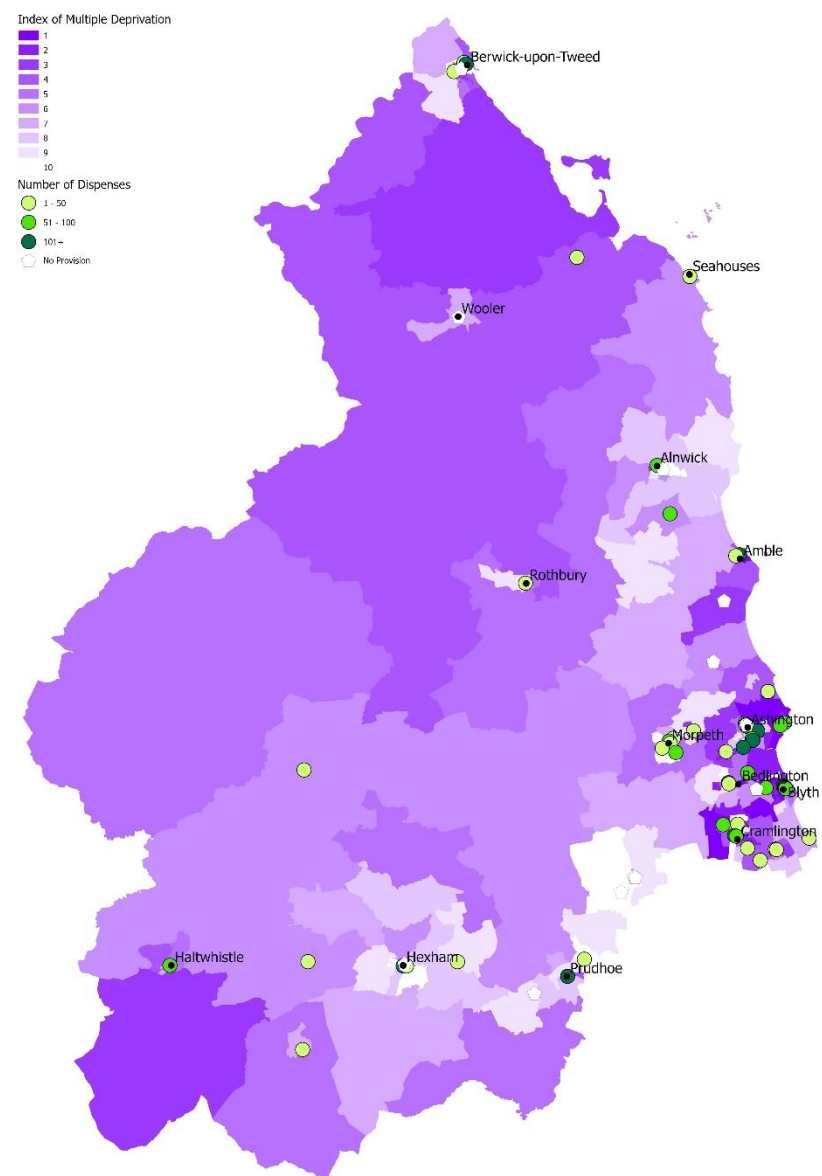 Index of Multiple Deprivation
1
2
3
4
5
6
7
8
9
10
Number of Dispenses
1 - 50
51 - 100
101+
No Provision
Berwick-upon-Tweed
Seahouses
Wooler
Alnwick
Amble
Rothbury
Ashington
Morpeth
Bedlington
Blyth
Cramlington
Haltwhistle
Hexham
Prudhoe